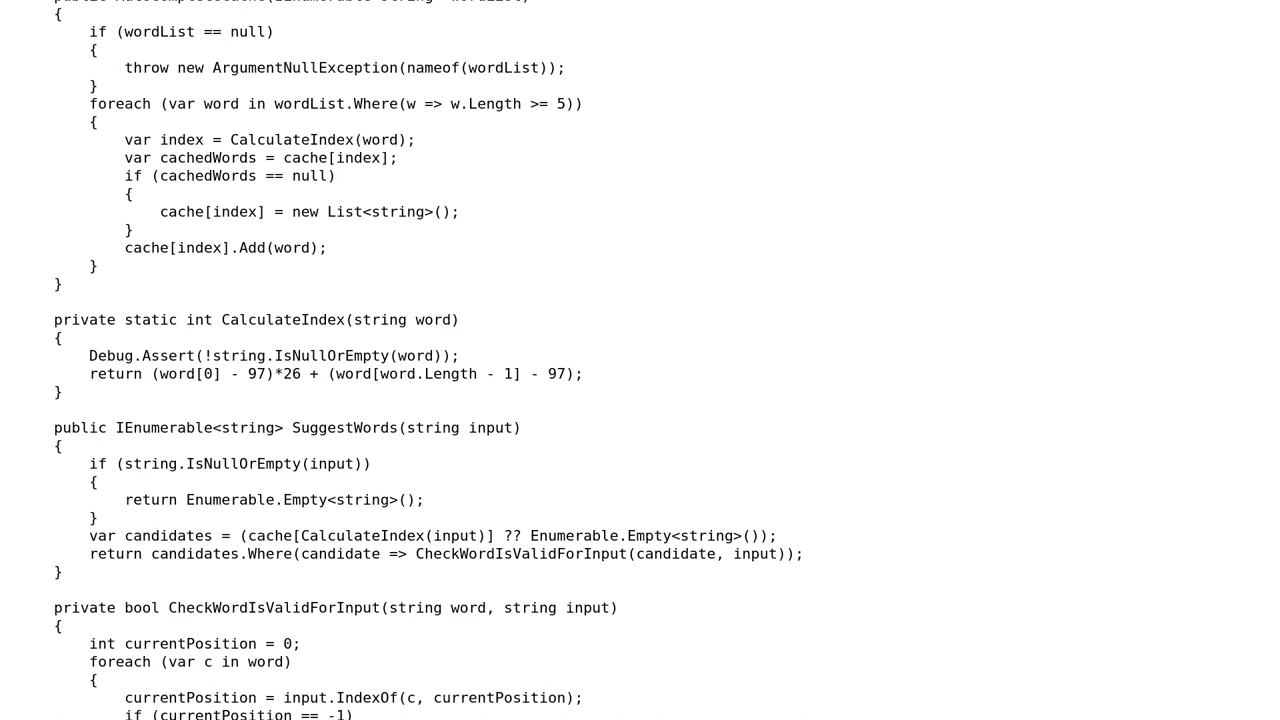 {
if (wordList == null)
{
throw new ArgumentNullException(nameof(wordList));
}
foreach (var word in wordList.Where(w => w.Length >= 5))
{
var index = CalculateIndex(word);
var cachedWords = cache[index];
if (cachedWords == null)
{
cache[index] = new List<string>();
}
cache[index].Add(word);
}
}
private static int CalculateIndex(string word)
{
Debug.Assert(!string.IsNullOrEmpty(word));
return (word[0] - 97)*26 + (word[word.Length - 1] - 97);
}
public IEnumerable<string> SuggestWords(string input)
{
if (string.IsNullOrEmpty(input))
{
return Enumerable.Empty<string>();
}
var candidates = (cache[CalculateIndex(input)] ?? Enumerable.Empty<string>());
return candidates.Where(candidate => CheckWordIsValidForInput(candidate, input));
}
private bool CheckWordIsValidForInput(string word, string input)
{
int currentPosition = 0;
foreach (var c in word)
{
currentPosition = input.IndexOf(c, currentPosition);
if (currentPosition == -1)